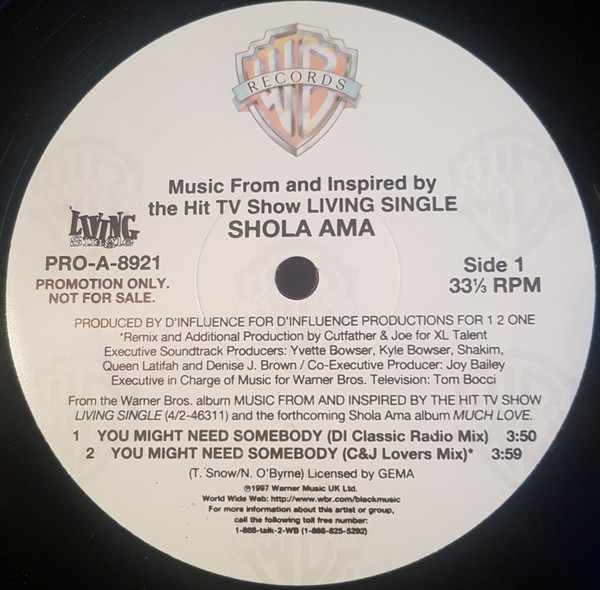 WB
RECORDS
Music From and Inspired by
the Hit TV Show LIVING SINGLE
SHOLA AMA
LIVING
Single
PRO-A-8921
PROMOTION ONLY.
NOT FOR SALE.
Side 1
33⅓ RPM
PRODUCED BY D'INFLUENCE FOR D'INFLUENCE PRODUCTIONS FOR 1 2 ONE
*Remix and Additional Production by Cutfather & Joe for XL Talent
Executive Soundtrack Producers: Yvette Bowser, Kyle Bowser, Shakim,
Queen Latifah and Denise J. Brown / Co-Executive Producer: Joy Bailey
Executive in Charge of Music for Warner Bros. Television: Tom Bocci
From the Warner Bros. album MUSIC FROM AND INSPIRED BY THE HIT TV SHOW
LIVING SINGLE (4/2-46311) and the forthcoming Shola Ama album MUCH LOVE.
1 YOU MIGHT NEED SOMEBODY (DI Classic Radio Mix) 3:50
2 YOU MIGHT NEED SOMEBODY (C&J Lovers Mix)* 3:59
(T. Snow/N. O'Byrne) Licensed by GEMA
℗1997 Warner Music UK Ltd.
World Wide Web: http://www.wbr.com/blackmusic
For more information about this artist or group,
call the following toll free number:
1-888-talk-2-WB (1-888-825-5292)